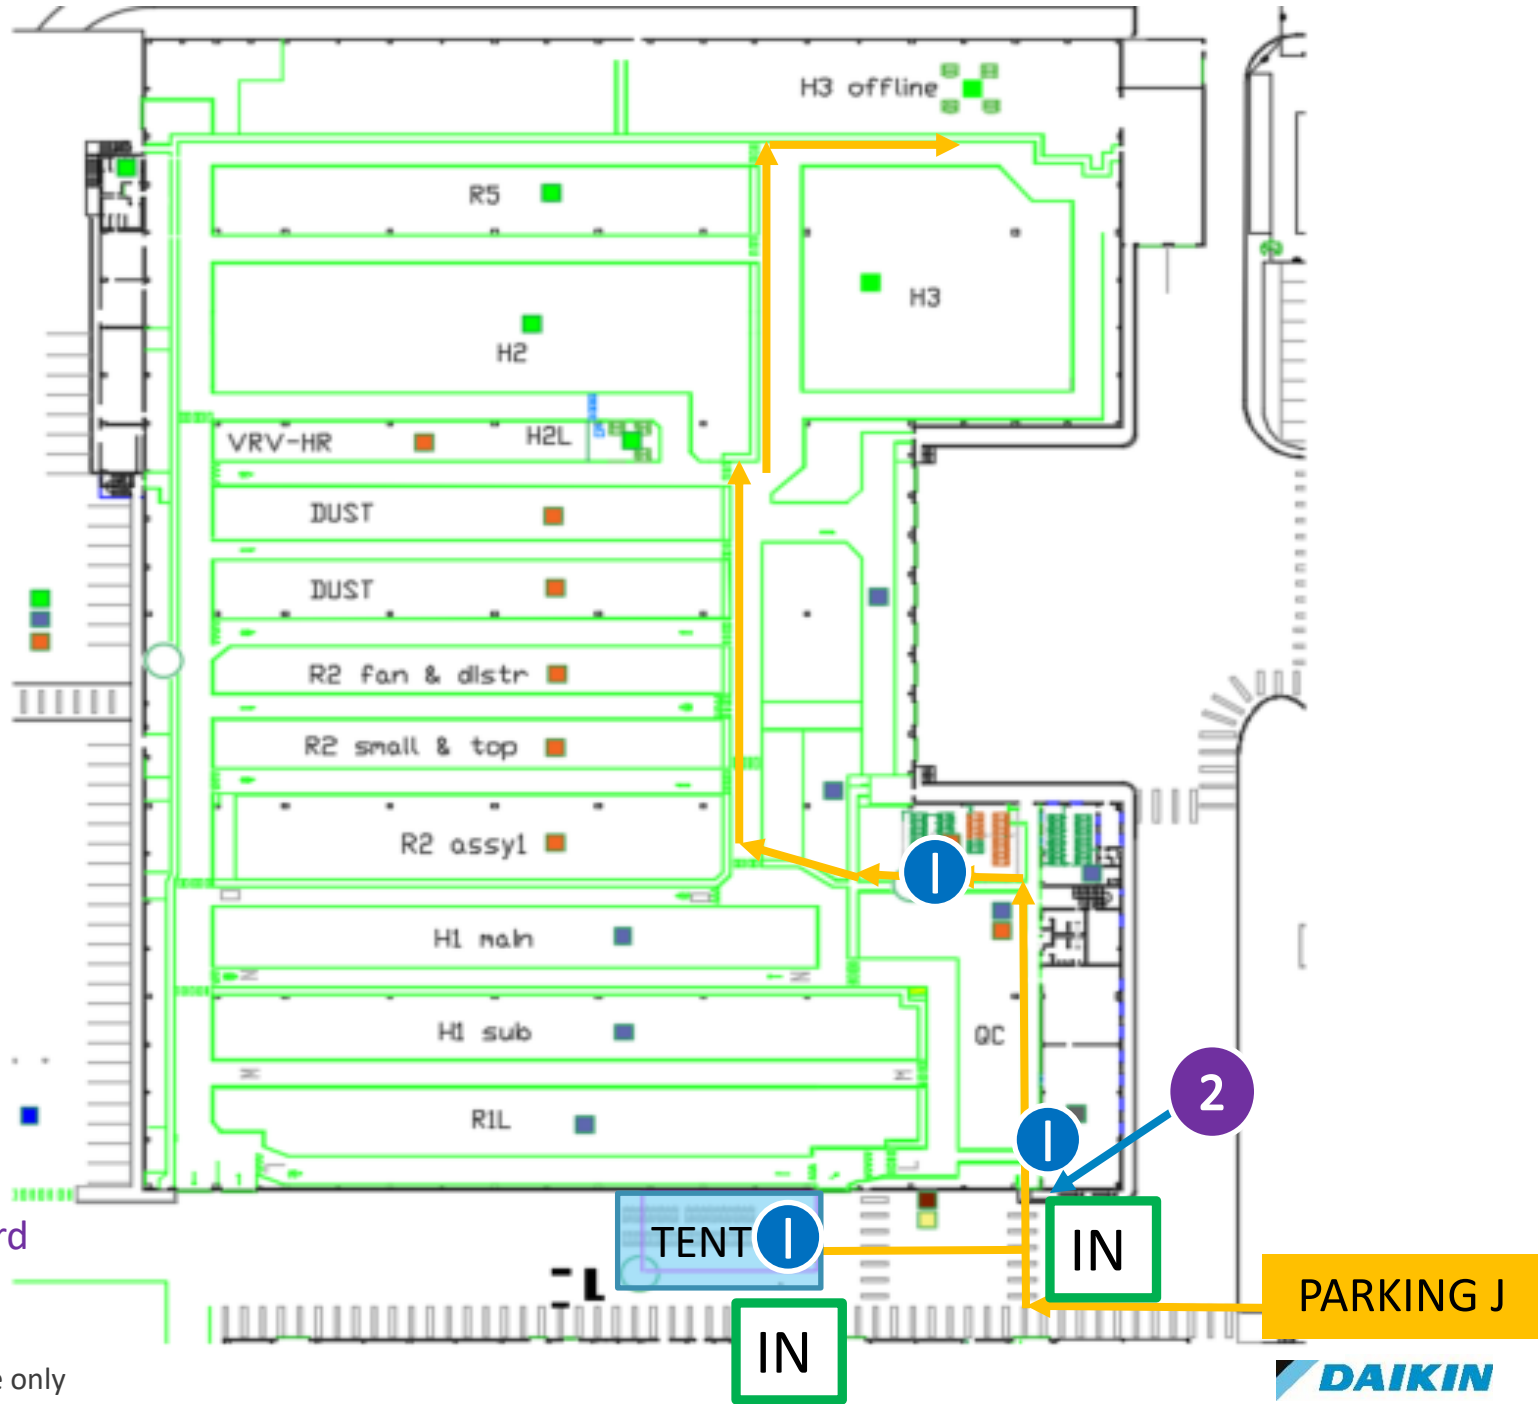 H3 offline
R5
H3
H2
VRV-HR
H2L
DUST
DUST
R2 fan & distr
R2 small & top
R2 assy1
I
H1 main
H1 sub
QC
2
R1L
I
rd
TENT
I
IN
PARKING J
IN
e only
DAIKIN